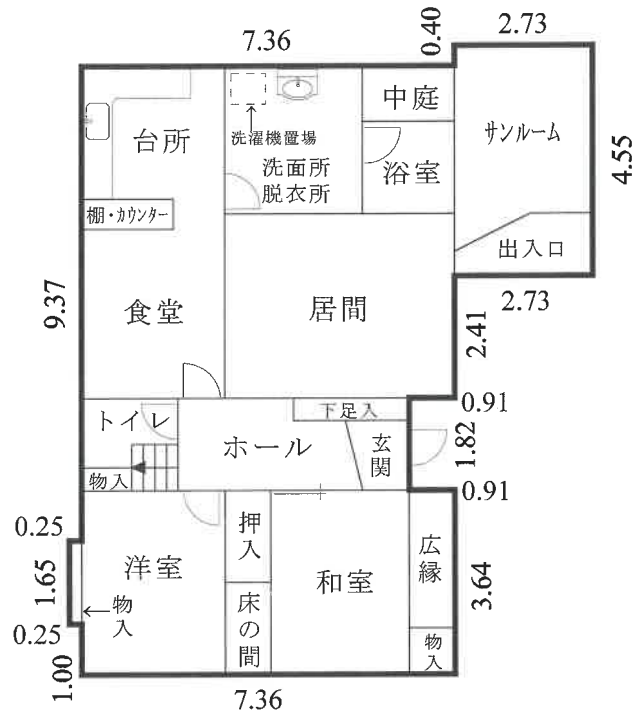 7.36
0.40
2.73
台所
洗濯機置場
洗面所
脱衣所
中庭
浴室
サンルーム
4.55
棚・カウンター
出入口
9.37
食堂
居間
2.73
2.41
トイレ
下足入
0.91
ホール
玄関
1.82
物入
0.91
0.25
洋室
押入
和室
広縁
1.65
←物入
3.64
0.25
床の間
物入
1.00
7.36